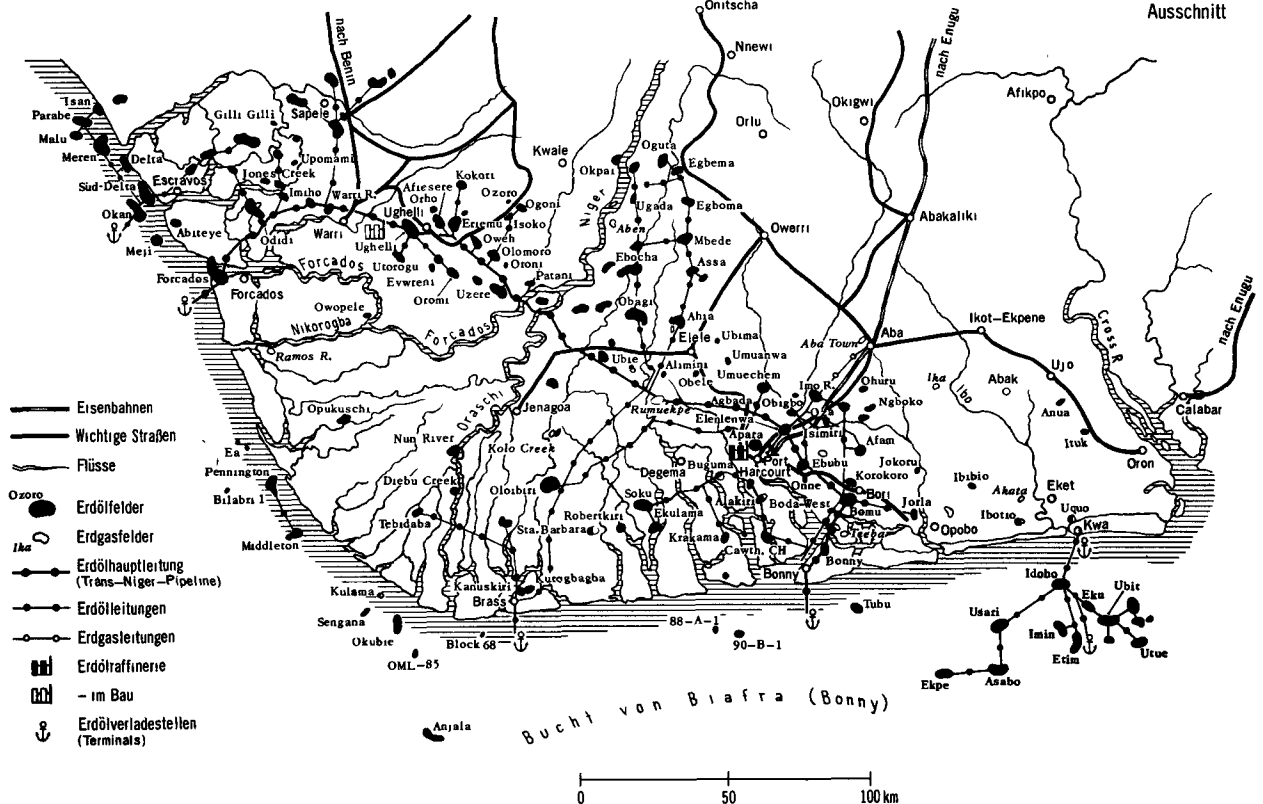 Ausschnitt
Onitscha
Nnewi
nach Benin
nach Enugu
Okigwi
Afikpo
Orlu
Isan
Parabe
Malu
Meren
Gilli Gilli
Sapele
Delta
Upomami
Escravos
Jones Creek
Süd-Delta
Okan
Imiho
Warri R.
Abiteye
Meji
Odidi
Warri
Kwale
Kokori
Afiesere
Orho
Ozoro
Ogoni
Ughelli
Eriemu
Isoko
Ughelli
Oweh
Olomoro
Oroni
Utorogu
Evwreni
Oromi
Uzere
Patani
Forcados
Forcados
Forcados
Owopele
Nikorogba
Forcados
Ramos R.
Niger
Okpai
Oguta
Egbema
Ugada
Egboma
Aben
Mbede
Ebocha
Assa
Obagi
Ahia
Elele
Ubima
Ubie
Alimini
Umuanwa
Obele
Umuechem
Owerri
Abakaliki
Aba
Aba Town
Ikot-Ekpene
Cross R.
nach Enugu
Ujo
Abak
Ika
Ibo
Anua
Ituk
Calabar
Oron
Imo R.
Ohuru
Ngboko
Agbada
Obigbo
Rumuekpe
Elenlenwa
Apara
Isimiri
Afam
Port
Harcourt
Ebubu
Jokoru
Korokoro
Onne
Bori
Degema
Buguma
Alakiri
Boda-West
Bomu
Jorla
Opobo
Ibibio
Akata
Eket
Ibotio
Uquo
Kwa
Jenagoa
Opukuschi
Oraschi
Nun River
Kolo Creek
Diebu Creek
Oloibiri
Soku
Ekulama
Robertkiri
Krakama
Cawth. CH
Tebidaba
Sta. Barbara
Bonny
Bonny
Ea
Pennington
Bilabri 1
Middleton
Kulama
Kanuskiri
Brass
Sengana
Okubie
OML-85
Block 68
88-A-1
90-B-1
Tubu
Idoho
Eku
Ubit
Usari
Imin
Etim
Utue
Ekpe
Asabo
Anjala
Bucht von Biafra (Bonny)
Eisenbahnen
Wichtige Straßen
Flüsse
Ozoro
Erdölfelder
Ika
Erdgasfelder
Erdölhauptleitung
(Trans-Niger-Pipeline)
Erdölleitungen
Erdgasleitungen
Erdölraffinerie
- im Bau
Erdölverladestellen
(Terminals)
0 50 100 km